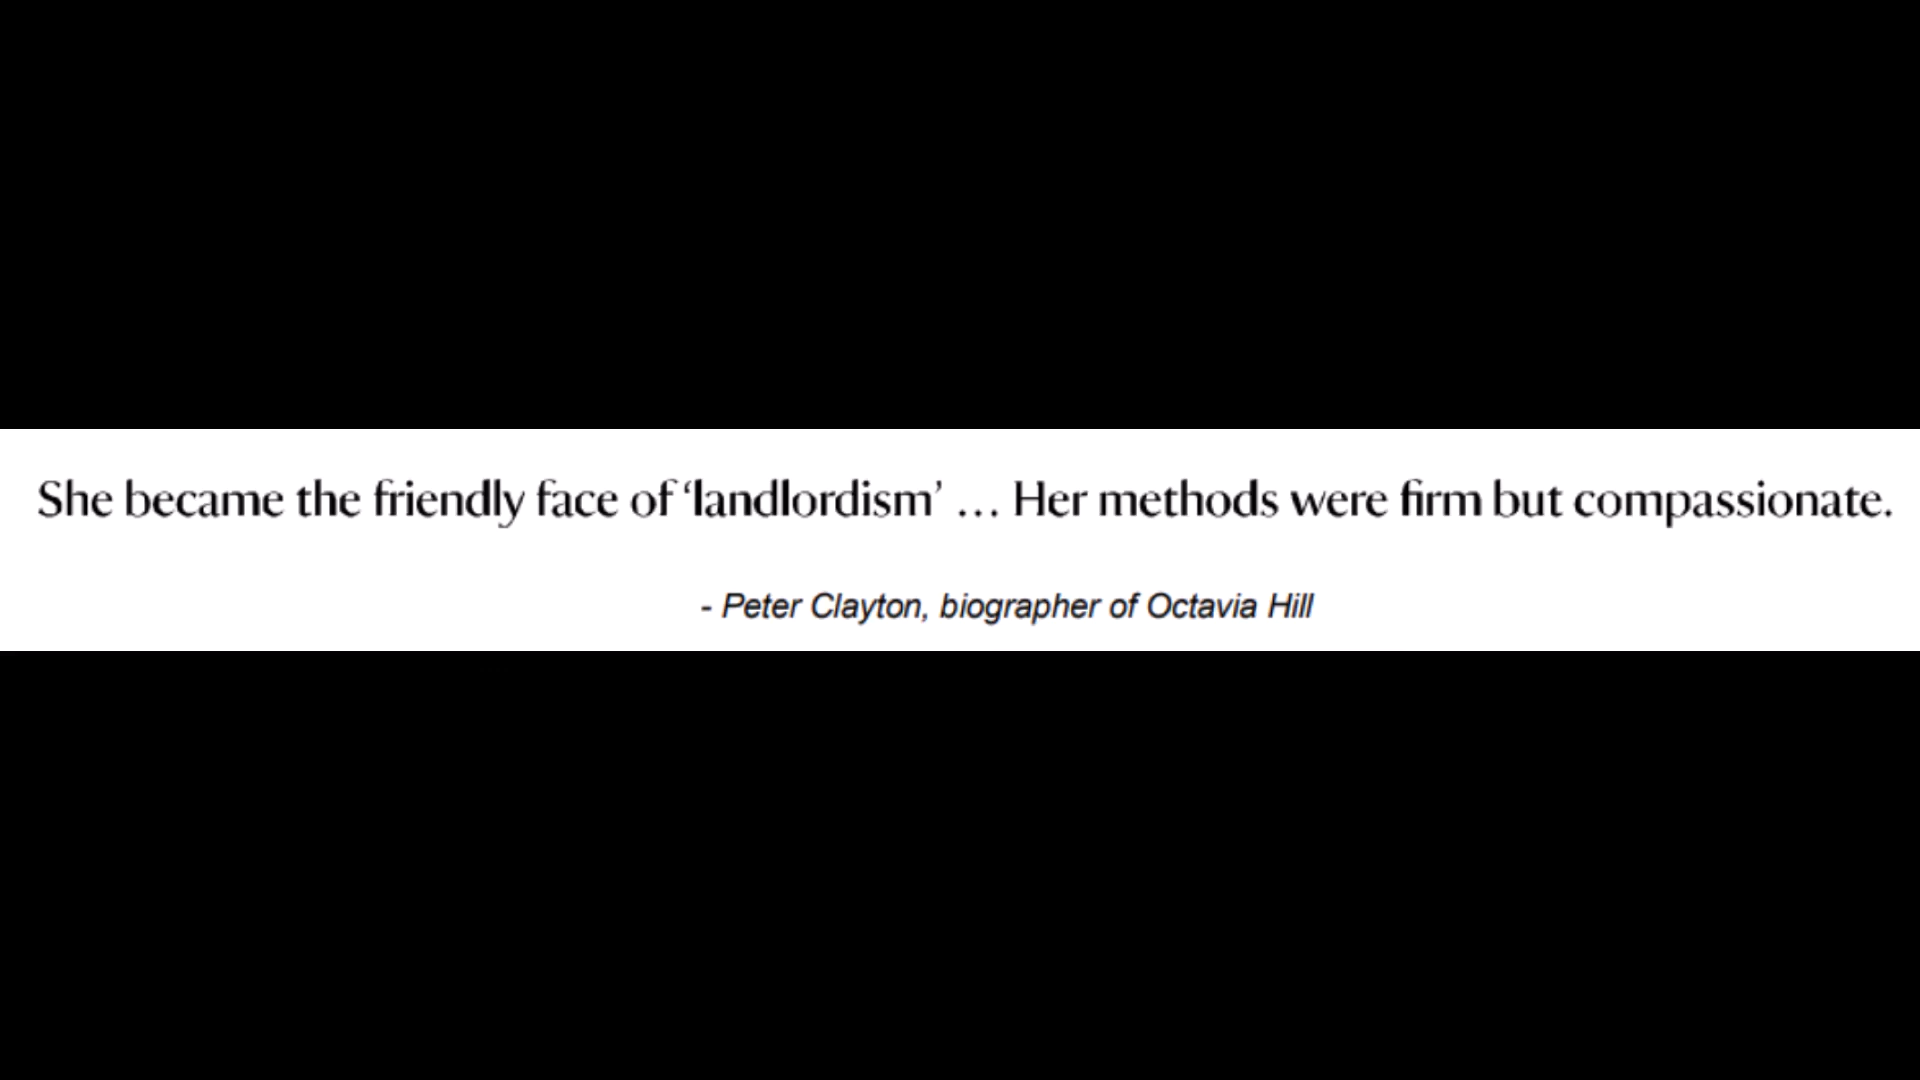 She became the friendly face of ‘landlordism’ … Her methods were firm but compassionate.
- Peter Clayton, biographer of Octavia Hill